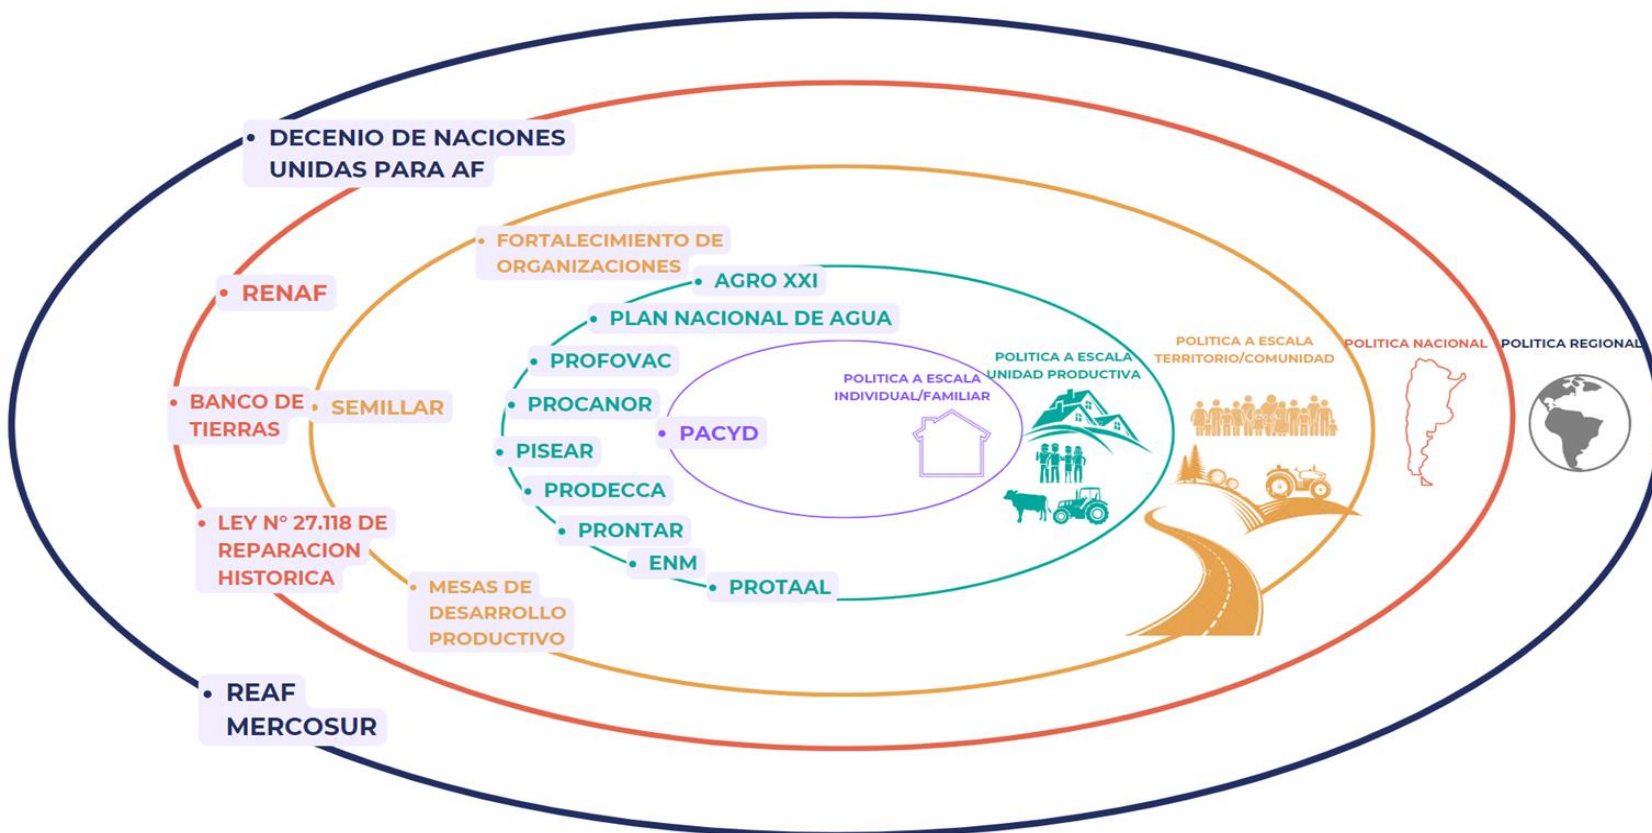 • DECENIO DE NACIONES
UNIDAS PARA AF
• FORTALECIMIENTO DE
ORGANIZACIONES
• AGRO XXI
• RENAF
• PLAN NACIONAL DE AGUA
• PROFOVAC
• BANCO DE
TIERRAS
• SEMILLAR
• PROCANOR
• PACYD
• PISEAR
• PRODECCA
• LEY N° 27.118 DE
REPARACION
HISTORICA
• PRONTAR
• ENM
• MESAS DE
DESARROLLO
PRODUCTIVO
• PROTAAL
• REAF
MERCOSUR
POLITICA A ESCALA
INDIVIDUAL/FAMILIAR
POLITICA A ESCALA
UNIDAD PRODUCTIVA
POLITICA A ESCALA
TERRITORIO/COMUNIDAD
POLITICA NACIONAL
POLITICA REGIONAL